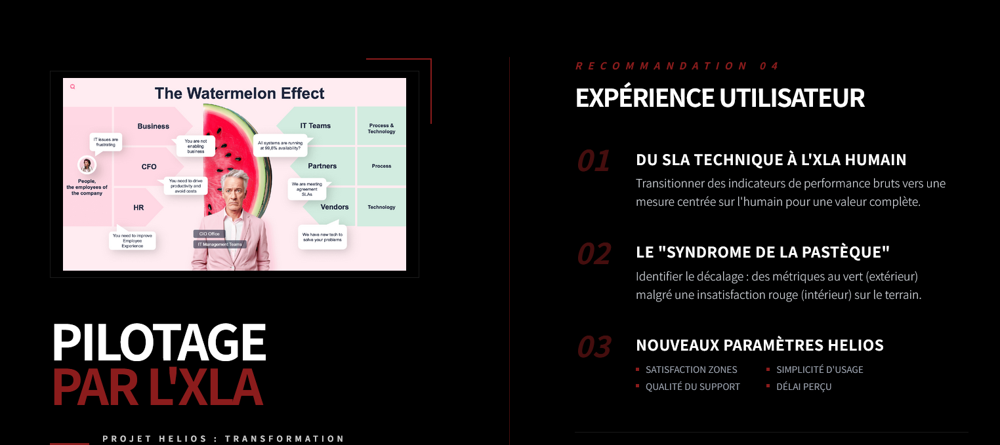 The Watermelon Effect
Business
IT Teams
Process &
Technology
IT issues are
frustrating
You are not
enabling
business
All systems are running
at 99,8% availability?
CFO
Partners
Process
People,
the employees of
the company
You need to drive
productivity and
avoid costs
We are meeting
agreement
SLAs
HR
Vendors
Technology
You need to improve
Employee
Experience
CIO Office
IT Management Teams
We have new tech to
solve your problems
PILOTAGE
PAR L'XLA
PROJET HELIOS : TRANSFORMATION
RECOMMANDATION 04
EXPÉRIENCE UTILISATEUR
01
DU SLA TECHNIQUE À L'XLA HUMAIN
Transitionner des indicateurs de performance bruts vers une
mesure centrée sur l'humain pour une valeur complète.
02
LE "SYNDROME DE LA PASTÈQUE"
Identifier le décalage : des métriques au vert (extérieur)
malgré une insatisfaction rouge (intérieur) sur le terrain.
03
NOUVEAUX PARAMÈTRES HELIOS
SATISFACTION ZONES
SIMPLICITÉ D'USAGE
QUALITÉ DU SUPPORT
DÉLAI PERÇU